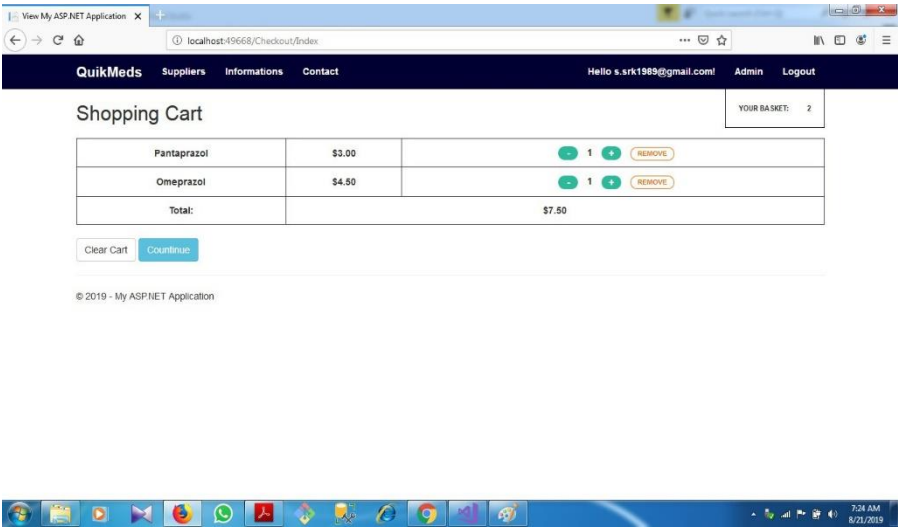 View My ASP.NET Application
localhost:49668/Checkout/Index
QuikMeds Suppliers Informations Contact Hello s.srk1989@gmail.com! Admin Logout
YOUR BASKET: 2
Shopping Cart
Pantaprazol $3.00 - 1 + REMOVE
Omeprazol $4.50 - 1 + REMOVE
Total: $7.50
Clear Cart Countinue
© 2019 - My ASP.NET Application
7:24 AM
8/21/2019